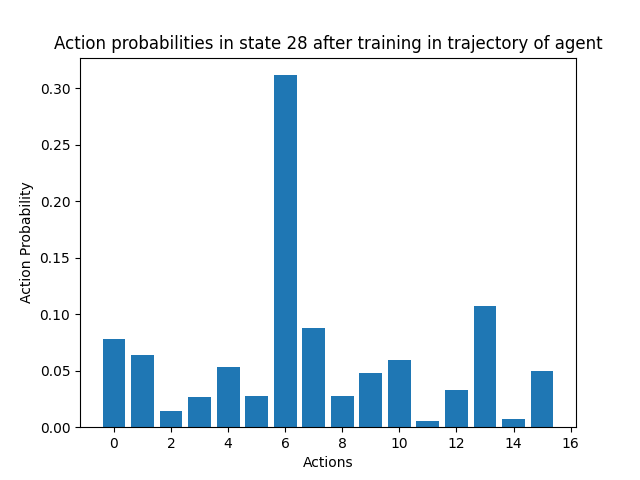 Action probabilities in state 28 after training in trajectory of agent
0.30
0.25
0.20
0.15
0.10
0.05
0.00
Action Probability
0 2 4 6 8 10 12 14 16
Actions